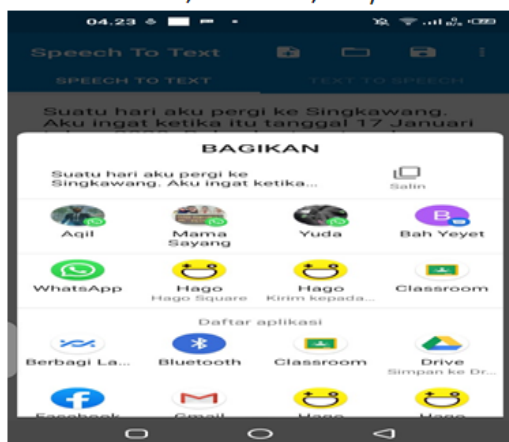 04.23
Speech To Text
SPEECH TO TEXT
TEXT TO SPEECH
Suatu hari aku pergi ke Singkawang.
Aku ingat ketika itu tanggal 17 Januari
BAGIKAN
Suatu hari aku pergi ke
Singkawang. Aku ingat ketika...
Salin
Aqil
Mama Sayang
Yuda
B
Bah Yeyet
WhatsApp
Hago
Hago Square
Hago
Kirim kepada...
Classroom
Daftar aplikasi
Berbagi La...
Bluetooth
Classroom
Drive
Simpan ke Dr...
Facebook
Gmail
Hago
Hago